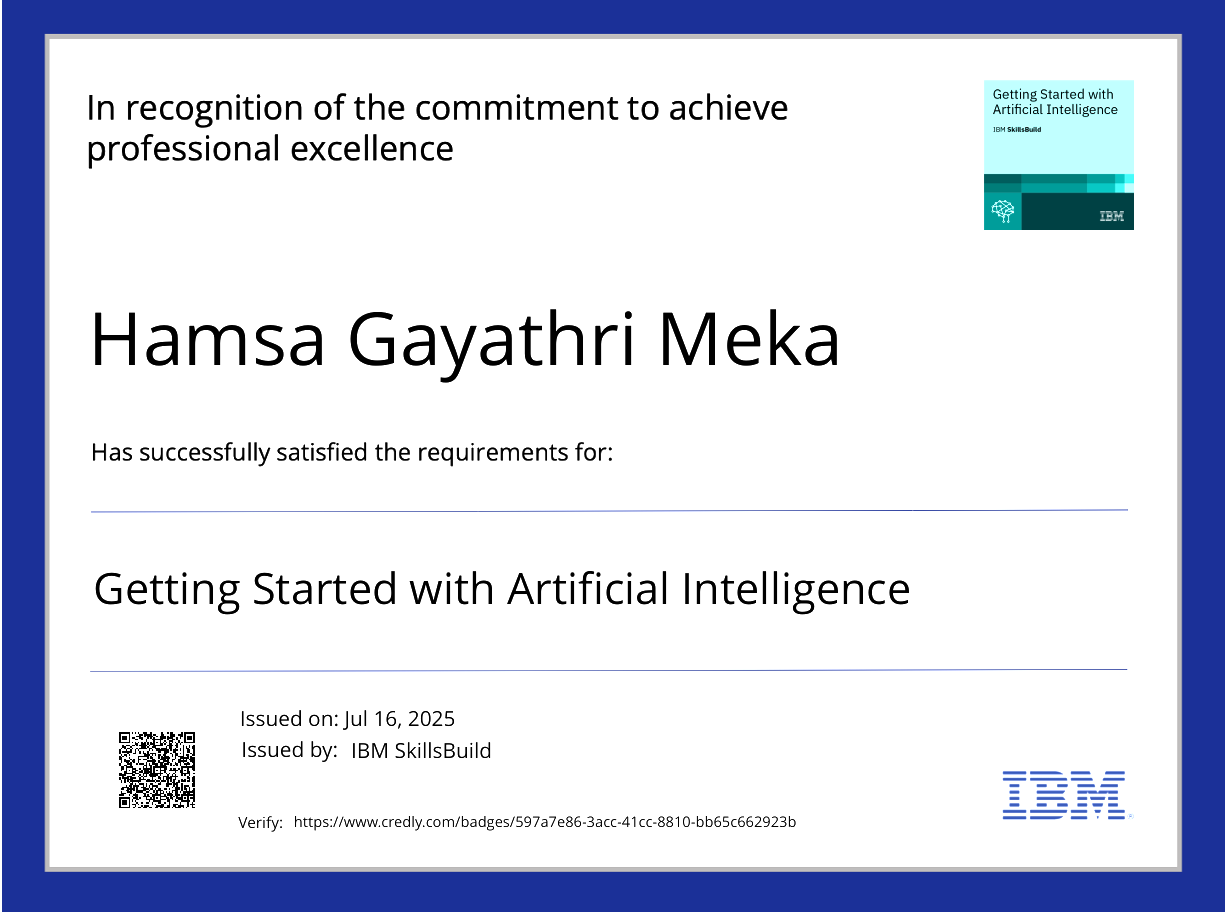 In recognition of the commitment to achieve
professional excellence
Getting Started with
Artificial Intelligence
IBM SkillsBuild
IBM
Hamsa Gayathri Meka
Has successfully satisfied the requirements for:
Getting Started with Artificial Intelligence
Issued on: Jul 16, 2025
Issued by: IBM SkillsBuild
IBM
Verify: https://www.credly.com/badges/597a7e86-3acc-41cc-8810-bb65c662923b